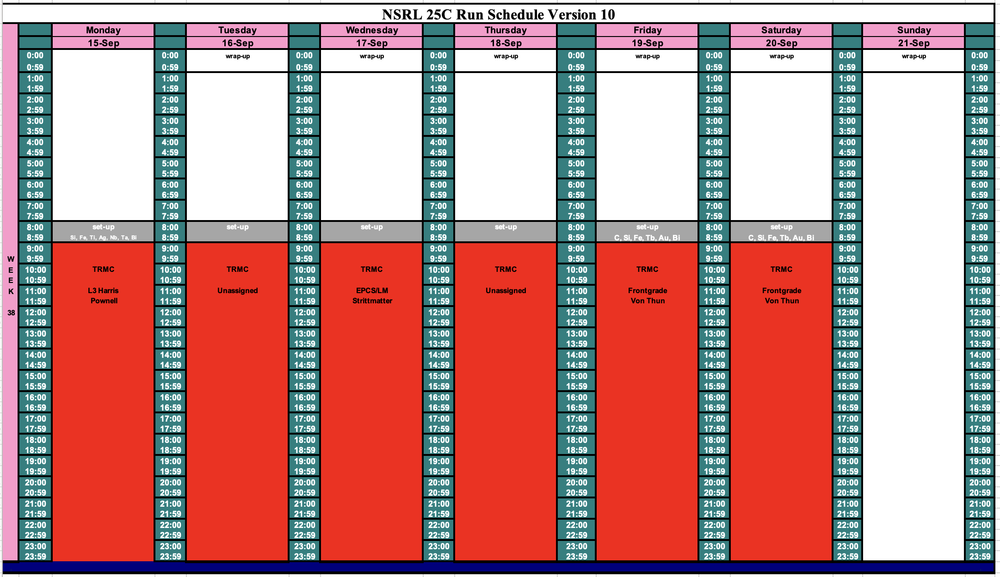 NSRL 25C Run Schedule Version 10
Monday Tuesday Wednesday Thursday Friday Saturday Sunday
15-Sep 16-Sep 17-Sep 18-Sep 19-Sep 20-Sep 21-Sep
0:00 0:00 wrap-up 0:00 wrap-up 0:00 wrap-up 0:00 wrap-up 0:00 wrap-up 0:00 wrap-up 0:00
0:59 0:59 0:59 0:59 0:59 0:59 0:59 0:59
1:00 1:00 1:00 1:00 1:00 1:00 1:00 1:00
1:59 1:59 1:59 1:59 1:59 1:59 1:59 1:59
2:00 2:00 2:00 2:00 2:00 2:00 2:00 2:00
2:59 2:59 2:59 2:59 2:59 2:59 2:59 2:59
3:00 3:00 3:00 3:00 3:00 3:00 3:00 3:00
3:59 3:59 3:59 3:59 3:59 3:59 3:59 3:59
4:00 4:00 4:00 4:00 4:00 4:00 4:00 4:00
4:59 4:59 4:59 4:59 4:59 4:59 4:59 4:59
5:00 5:00 5:00 5:00 5:00 5:00 5:00 5:00
5:59 5:59 5:59 5:59 5:59 5:59 5:59 5:59
6:00 6:00 6:00 6:00 6:00 6:00 6:00 6:00
6:59 6:59 6:59 6:59 6:59 6:59 6:59 6:59
7:00 7:00 7:00 7:00 7:00 7:00 7:00 7:00
7:59 7:59 7:59 7:59 7:59 7:59 7:59 7:59
8:00 set-up 8:00 set-up 8:00 set-up 8:00 set-up 8:00 set-up 8:00 set-up 8:00 8:00
8:59 Si, Fe, Ti, Ag, Nb, Ta, Bi 8:59 8:59 8:59 8:59 C, Si, Fe, Tb, Au, Bi 8:59 C, Si, Fe, Tb, Au, Bi 8:59 8:59
9:00 9:00 9:00 9:00 9:00 9:00 9:00 9:00
W 9:59 9:59 9:59 9:59 9:59 9:59 9:59 9:59
E 10:00 TRMC 10:00 TRMC 10:00 TRMC 10:00 TRMC 10:00 TRMC 10:00 TRMC 10:00 10:00
E 10:59 10:59 10:59 10:59 10:59 10:59 10:59 10:59
K 11:00 L3 Harris 11:00 Unassigned 11:00 EPCS/LM 11:00 Unassigned 11:00 Frontgrade 11:00 Frontgrade 11:00 11:00
11:59 Pownell 11:59 11:59 Strittmatter 11:59 11:59 Von Thun 11:59 Von Thun 11:59 11:59
38 12:00 12:00 12:00 12:00 12:00 12:00 12:00 12:00
12:59 12:59 12:59 12:59 12:59 12:59 12:59 12:59
13:00 13:00 13:00 13:00 13:00 13:00 13:00 13:00
13:59 13:59 13:59 13:59 13:59 13:59 13:59 13:59
14:00 14:00 14:00 14:00 14:00 14:00 14:00 14:00
14:59 14:59 14:59 14:59 14:59 14:59 14:59 14:59
15:00 15:00 15:00 15:00 15:00 15:00 15:00 15:00
15:59 15:59 15:59 15:59 15:59 15:59 15:59 15:59
16:00 16:00 16:00 16:00 16:00 16:00 16:00 16:00
16:59 16:59 16:59 16:59 16:59 16:59 16:59 16:59
17:00 17:00 17:00 17:00 17:00 17:00 17:00 17:00
17:59 17:59 17:59 17:59 17:59 17:59 17:59 17:59
18:00 18:00 18:00 18:00 18:00 18:00 18:00 18:00
18:59 18:59 18:59 18:59 18:59 18:59 18:59 18:59
19:00 19:00 19:00 19:00 19:00 19:00 19:00 19:00
19:59 19:59 19:59 19:59 19:59 19:59 19:59 19:59
20:00 20:00 20:00 20:00 20:00 20:00 20:00 20:00
20:59 20:59 20:59 20:59 20:59 20:59 20:59 20:59
21:00 21:00 21:00 21:00 21:00 21:00 21:00 21:00
21:59 21:59 21:59 21:59 21:59 21:59 21:59 21:59
22:00 22:00 22:00 22:00 22:00 22:00 22:00 22:00
22:59 22:59 22:59 22:59 22:59 22:59 22:59 22:59
23:00 23:00 23:00 23:00 23:00 23:00 23:00 23:00
23:59 23:59 23:59 23:59 23:59 23:59 23:59 23:59